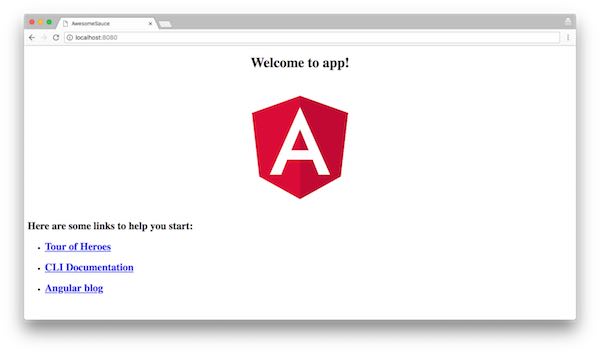 AwesomeSauce
localhost:8080
Welcome to app!
A
Here are some links to help you start:
Tour of Heroes
CLI Documentation
Angular blog